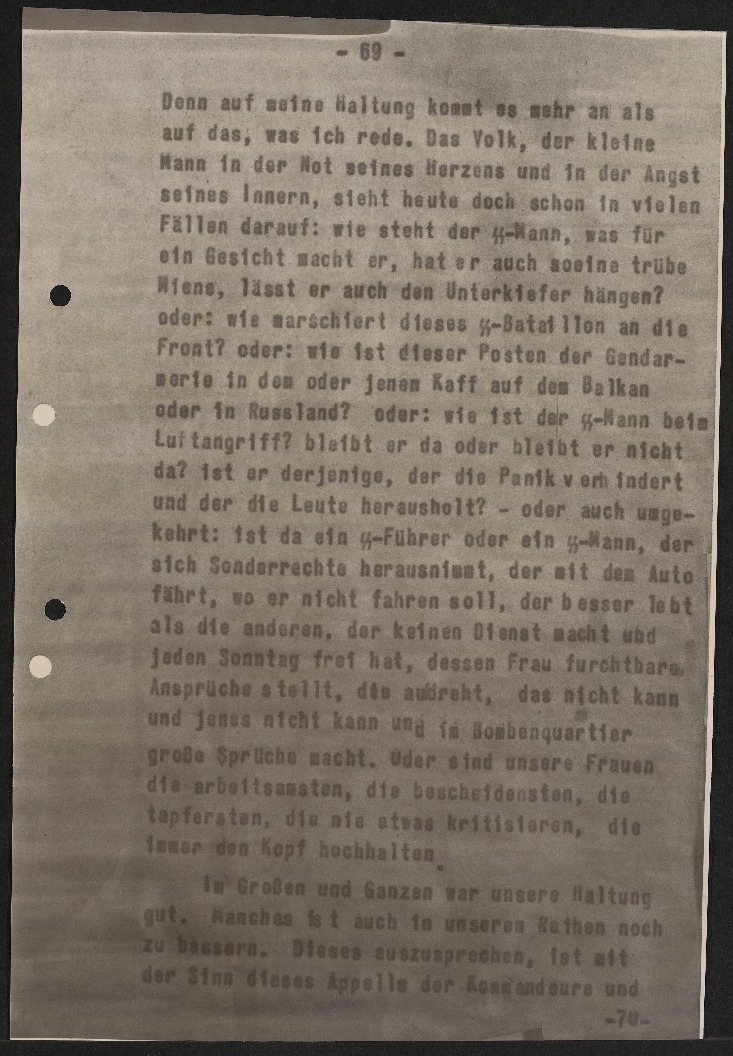 - 69 -
Denn auf meine Haltung kommt es mehr an als
auf das, was ich rede. Das Volk, der kleine
Mann in der Not seines Herzens und in der Angst
seines Innern, sieht heute doch schon in vielen
Fällen darauf: wie steht der ᛋᛋ-Mann, was für
ein Gesicht macht er, hat er auch soeine trübe
Miene, lässt er auch den Unterkiefer hängen?
oder: wie marschiert dieses ᛋᛋ-Bataillon an die
Front? oder: wie ist dieser Posten der Gendar-
merie in dem oder jenem Kaff auf dem Balkan
oder in Russland? oder: wie ist der ᛋᛋ-Mann beim
Luftangriff? bleibt er da oder bleibt er nicht
da? ist er derjenige, der die Panik verhindert
und der die Leute herausholt? - oder auch umge-
kehrt: ist da ein ᛋᛋ-Führer oder ein ᛋᛋ-Mann, der
sich Sonderrechte herausnimmt, der mit dem Auto
fährt, wo er nicht fahren soll, der besser lebt
als die anderen, der keinen Dienst macht und
jeden Sonntag frei hat, dessen Frau furchtbare
Ansprüche stellt, die aufdreht, das nicht kann
und jenes nicht kann und im Bombenquartier
große Sprüche macht. Oder sind unsere Frauen
die arbeitsamsten, die bescheidensten, die
tapfersten, die nie etwas kritisieren, die
immer den Kopf hochhalten.
Im Großen und Ganzen war unsere Haltung
gut. Manches ist auch in unseren Reihen noch
zu bessern. Dieses auszusprechen, ist mit
der Sinn dieses Appells der Kommandeure und
-70-